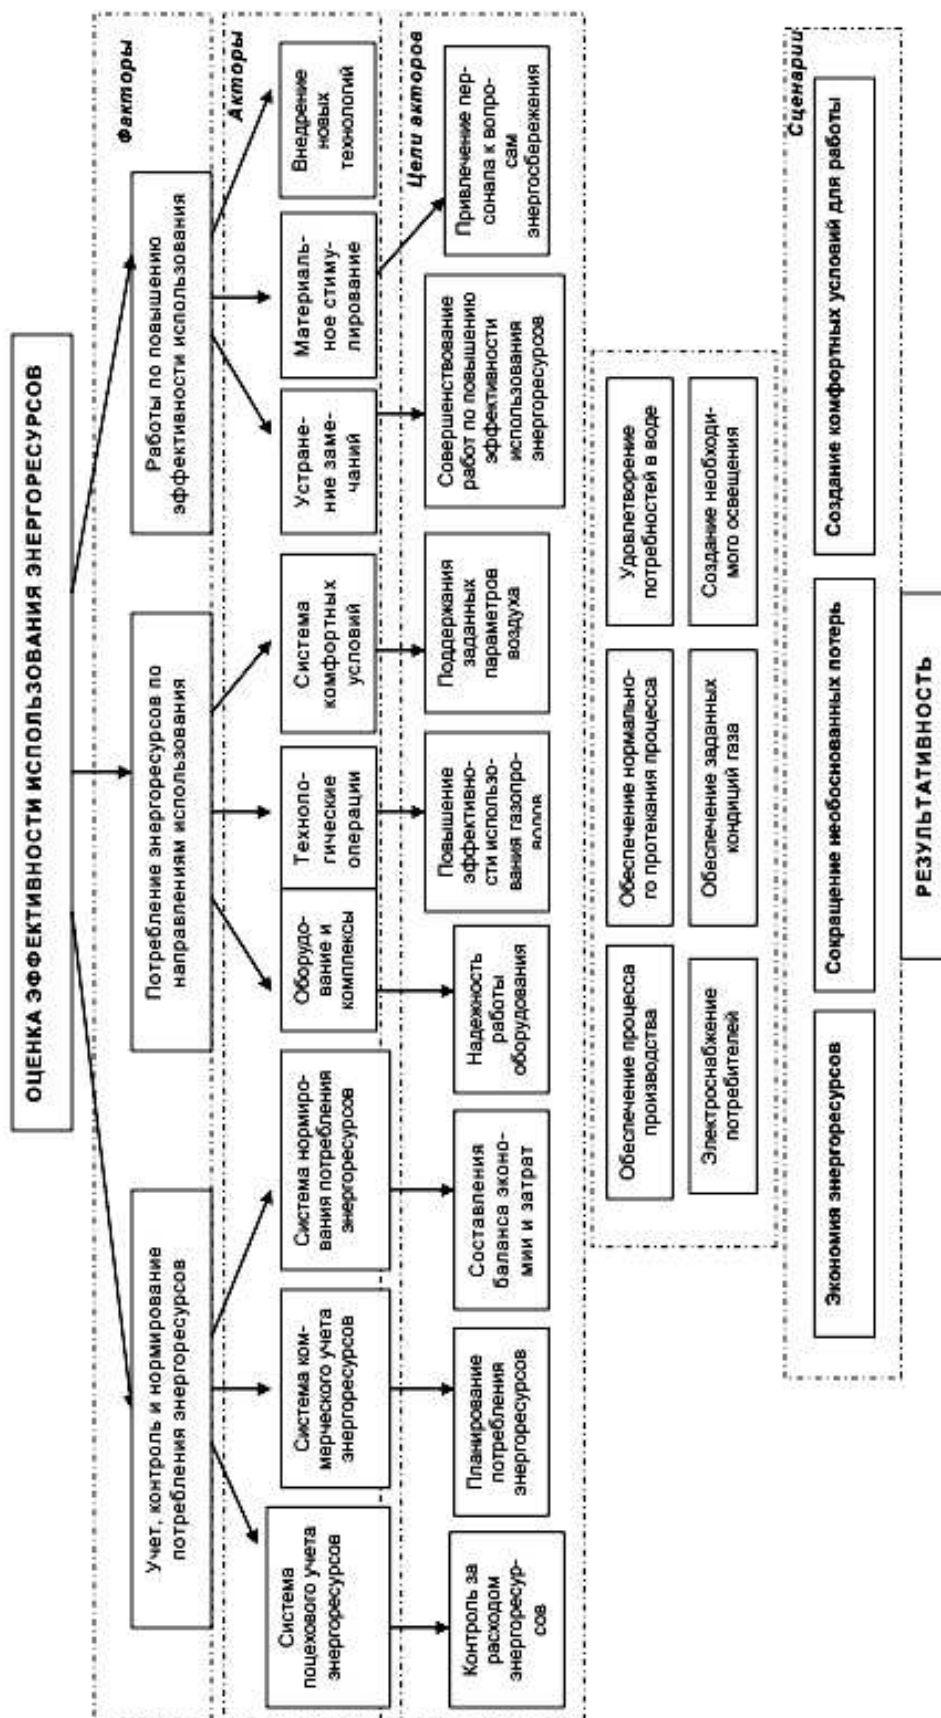 ОЦЕНКА ЭФФЕКТИВНОСТИ ИСПОЛЬЗОВАНИЯ ЭНЕРГОРЕСУРСОВ
Факторы
Учет, контроль и нормирование
потребления энергоресурсов
Потребление энергоресурсов по
направлениям использования
Работы по повышению
эффективности использования
Акторы
Система
поцехового учета
энергоресурсов
Система ком-
мерческого учета
энергоресурсов
Система нормиро-
вания потребления
энергоресурсов
Оборудо-
вание и
комплексы
Техноло-
гические
операции
Система
комфортных
условий
Устране-
ние заме-
чаний
Материаль-
ное стиму-
лирование
Внедрение
новых
технологий
Цели акторов
Контроль за
расходом
энергоресур-
сов
Планирование
потребления
энергоресурсов
Составления
баланса эконо-
мии и затрат
Надежность
работы
оборудования
Повышение
эффективно-
сти использо-
вания газопро-
водов
Поддержания
заданных
параметров
воздуха
Совершенствование
работ по повышению
эффективности
использования
энергоресурсов
Привлечение пер-
сонала к вопро-
сам
энергосбережения
Обеспечение процесса
производства
Обеспечение нормально-
го протекания процесса
Удовлетворение
потребностей в воде
Электроснабжение
потребителей
Обеспечение заданных
кондиций газа
Создание необходи-
мого освещения
Сценарии
Экономия энергоресурсов
Сокращение необоснованных потерь
Создание комфортных условий для работы
РЕЗУЛЬТАТИВНОСТЬ